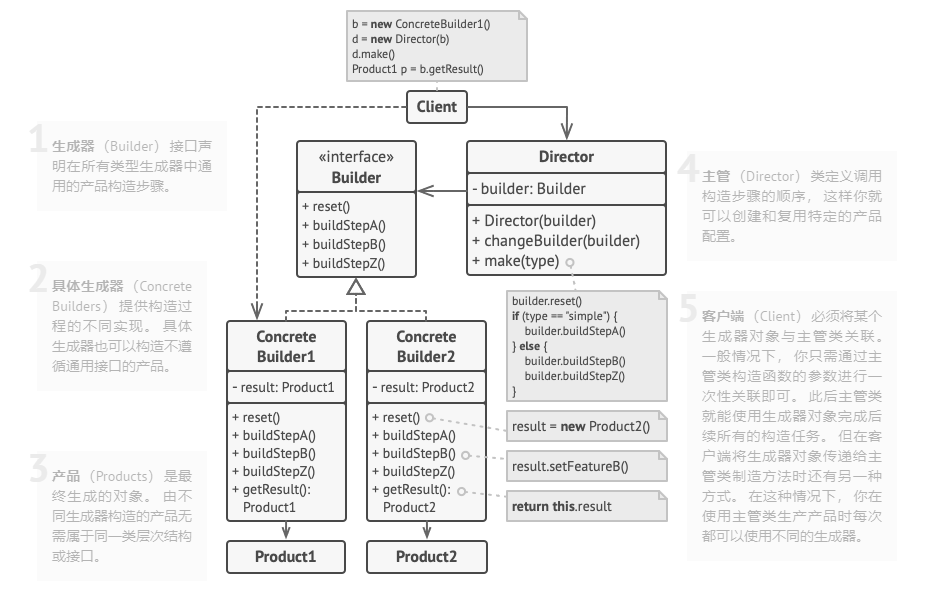 b = new ConcreteBuilder1()
d = new Director(b)
d.make()
Product1 p = b.getResult()
Client
1
生成器（Builder）接口声
明在所有类型生成器中通
用的产品构造步骤。
«interface»
Builder
+ reset()
+ buildStepA()
+ buildStepB()
+ buildStepZ()
Director
- builder: Builder
+ Director(builder)
+ changeBuilder(builder)
+ make(type)
4
主管（Director）类定义调用
构造步骤的顺序， 这样你就
可以创建和复用特定的产品
配置。
2
具体生成器（Concrete
Builders）提供构造过
程的不同实现。 具体
生成器也可以构造不遵
循通用接口的产品。
builder.reset()
if (type == "simple") {
builder.buildStepA()
} else {
builder.buildStepB()
builder.buildStepZ()
}
5
客户端（Client）必须将某个
生成器对象与主管类关联。
一般情况下， 你只需通过主
管类构造函数的参数进行一
次性关联即可。 此后主管类
就能使用生成器对象完成后
续所有的构造任务。 但在客
户端将生成器对象传递给主
管类制造方法时还有另一种
方式。 在这种情况下， 你在
使用主管类生产产品时每次
都可以使用不同的生成器。
Concrete
Builder1
- result: Product1
+ reset()
+ buildStepA()
+ buildStepB()
+ buildStepZ()
+ getResult():
Product1
Concrete
Builder2
- result: Product2
+ reset()
+ buildStepA()
+ buildStepB()
+ buildStepZ()
+ getResult():
Product2
result = new Product2()
result.setFeatureB()
return this.result
3
产品（Products）是最
终生成的对象。 由不
同生成器构造的产品无
需属于同一类层次结构
或接口。
Product1
Product2